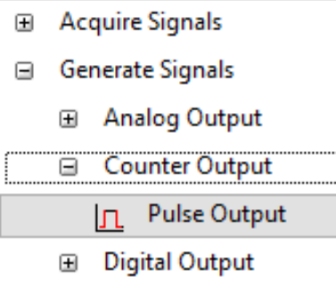 Acquire Signals
Generate Signals
Analog Output
Counter Output
Pulse Output
Digital Output